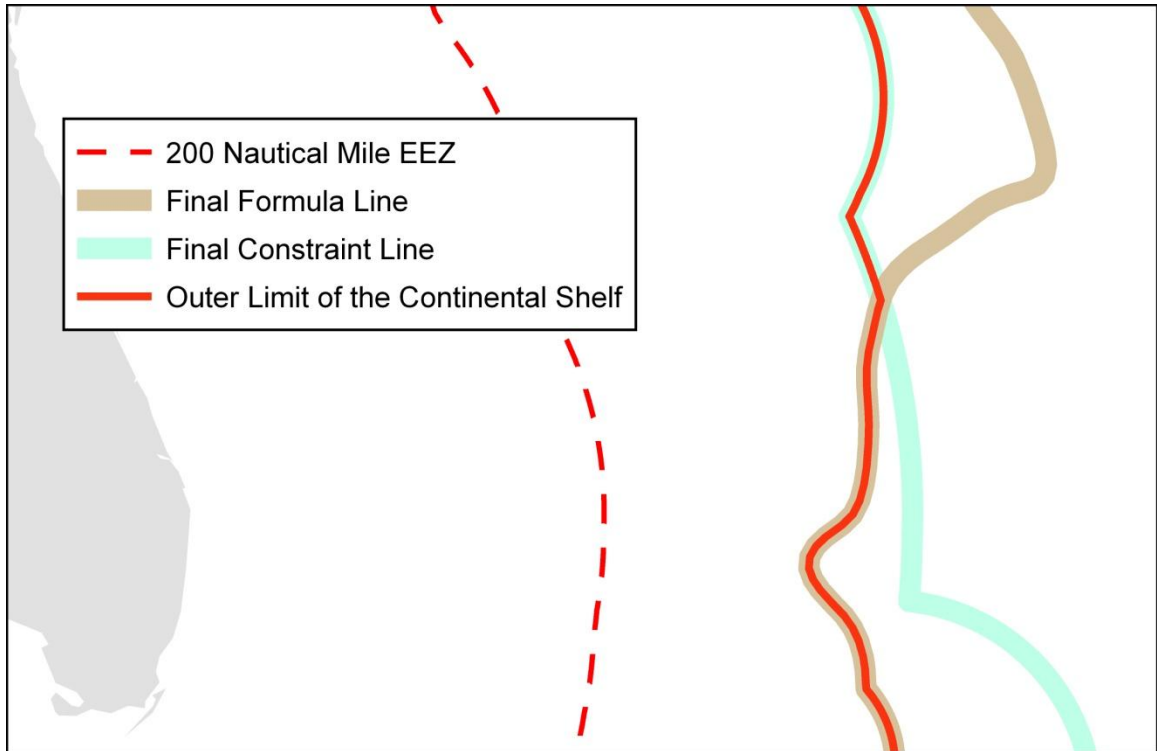 200 Nautical Mile EEZ
Final Formula Line
Final Constraint Line
Outer Limit of the Continental Shelf